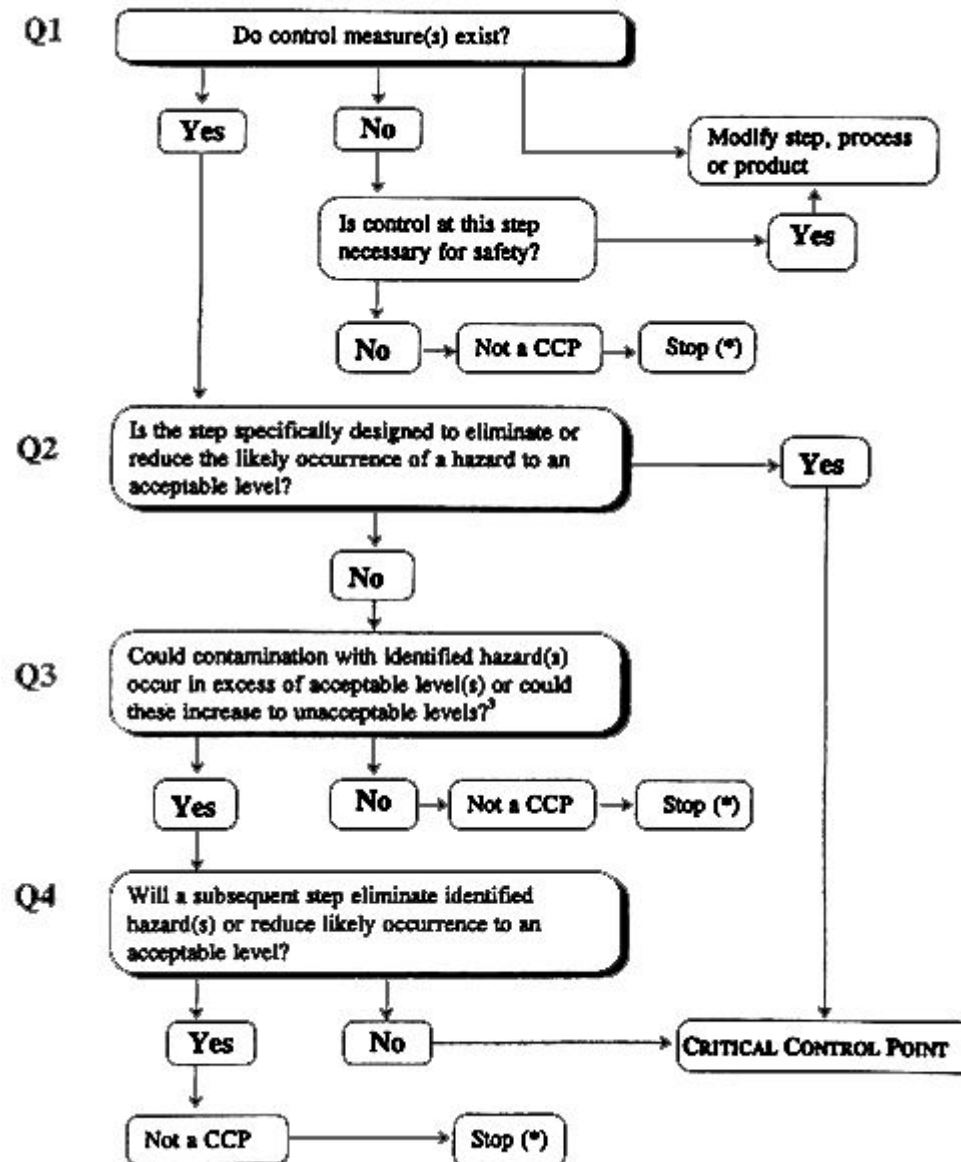 Q1
Do control measure(s) exist?
Yes
No
Modify step, process
or product
Is control at this step
necessary for safety?
Yes
No
Not a CCP
Stop (*)
Q2
Is the step specifically designed to eliminate or
reduce the likely occurrence of a hazard to an
acceptable level?
Yes
No
Q3
Could contamination with identified hazard(s)
occur in excess of acceptable level(s) or could
these increase to unacceptable levels?³
Yes
No
Not a CCP
Stop (*)
Q4
Will a subsequent step eliminate identified
hazard(s) or reduce likely occurrence to an
acceptable level?
Yes
No
CRITICAL CONTROL POINT
Not a CCP
Stop (*)